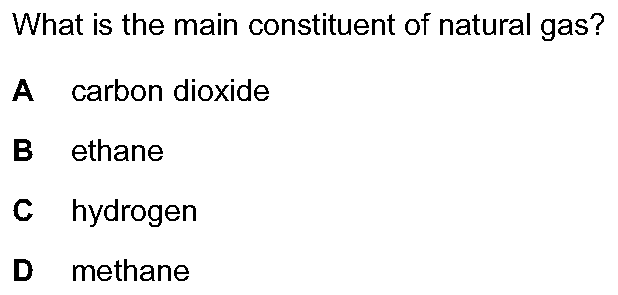 What is the main constituent of natural gas?
A carbon dioxide
B ethane
C hydrogen
D methane